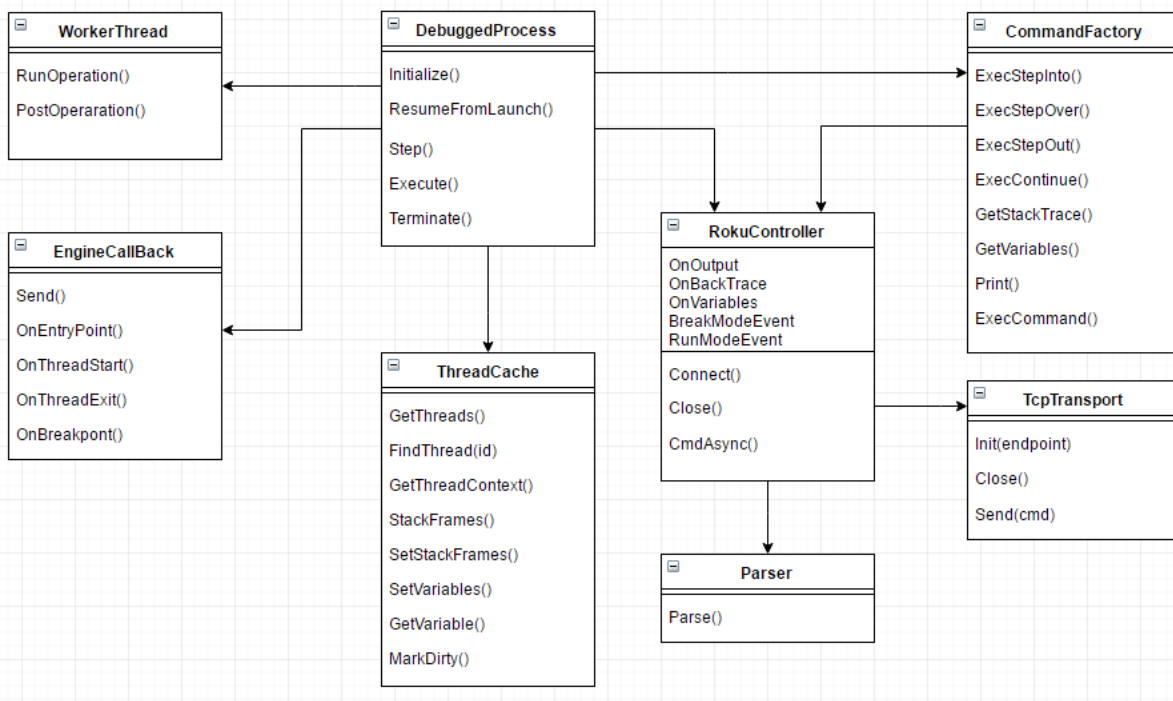 WorkerThread
RunOperation()
PostOperaration()
DebuggedProcess
Initialize()
ResumeFromLaunch()
Step()
Execute()
Terminate()
CommandFactory
ExecStepInto()
ExecStepOver()
ExecStepOut()
ExecContinue()
GetStackTrace()
GetVariables()
Print()
ExecCommand()
EngineCallBack
Send()
OnEntryPoint()
OnThreadStart()
OnThreadExit()
OnBreakpont()
RokuController
OnOutput
OnBackTrace
OnVariables
BreakModeEvent
RunModeEvent
Connect()
Close()
CmdAsync()
ThreadCache
GetThreads()
FindThread(id)
GetThreadContext()
StackFrames()
SetStackFrames()
SetVariables()
GetVariable()
MarkDirty()
TcpTransport
Init(endpoint)
Close()
Send(cmd)
Parser
Parse()